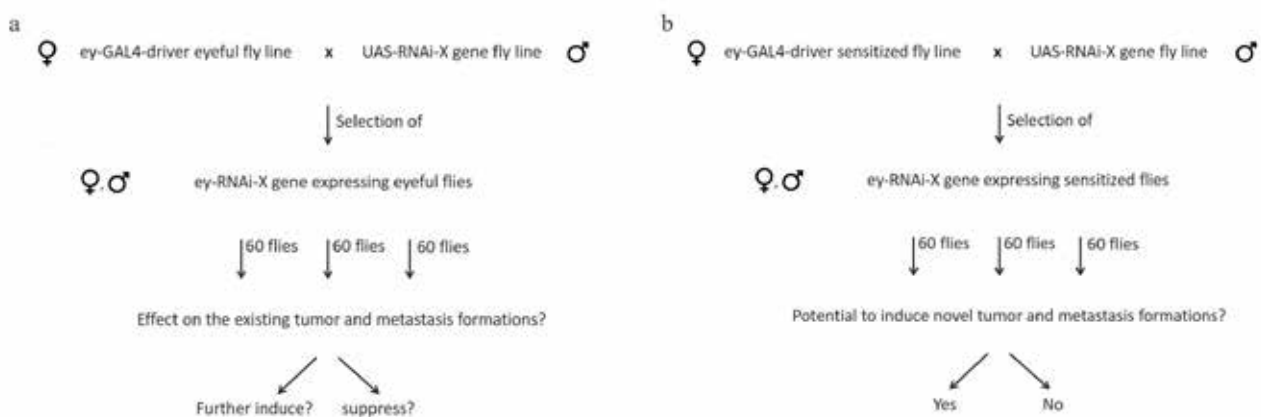 a
♀ ey-GAL4-driver eyeful fly line x UAS-RNAi-X gene fly line ♂
Selection of
♀,♂ ey-RNAi-X gene expressing eyeful flies
60 flies 60 flies 60 flies
Effect on the existing tumor and metastasis formations?
Further induce? suppress?
b
♀ ey-GAL4-driver sensitized fly line x UAS-RNAi-X gene fly line ♂
Selection of
♀,♂ ey-RNAi-X gene expressing sensitized flies
60 flies 60 flies 60 flies
Potential to induce novel tumor and metastasis formations?
Yes No